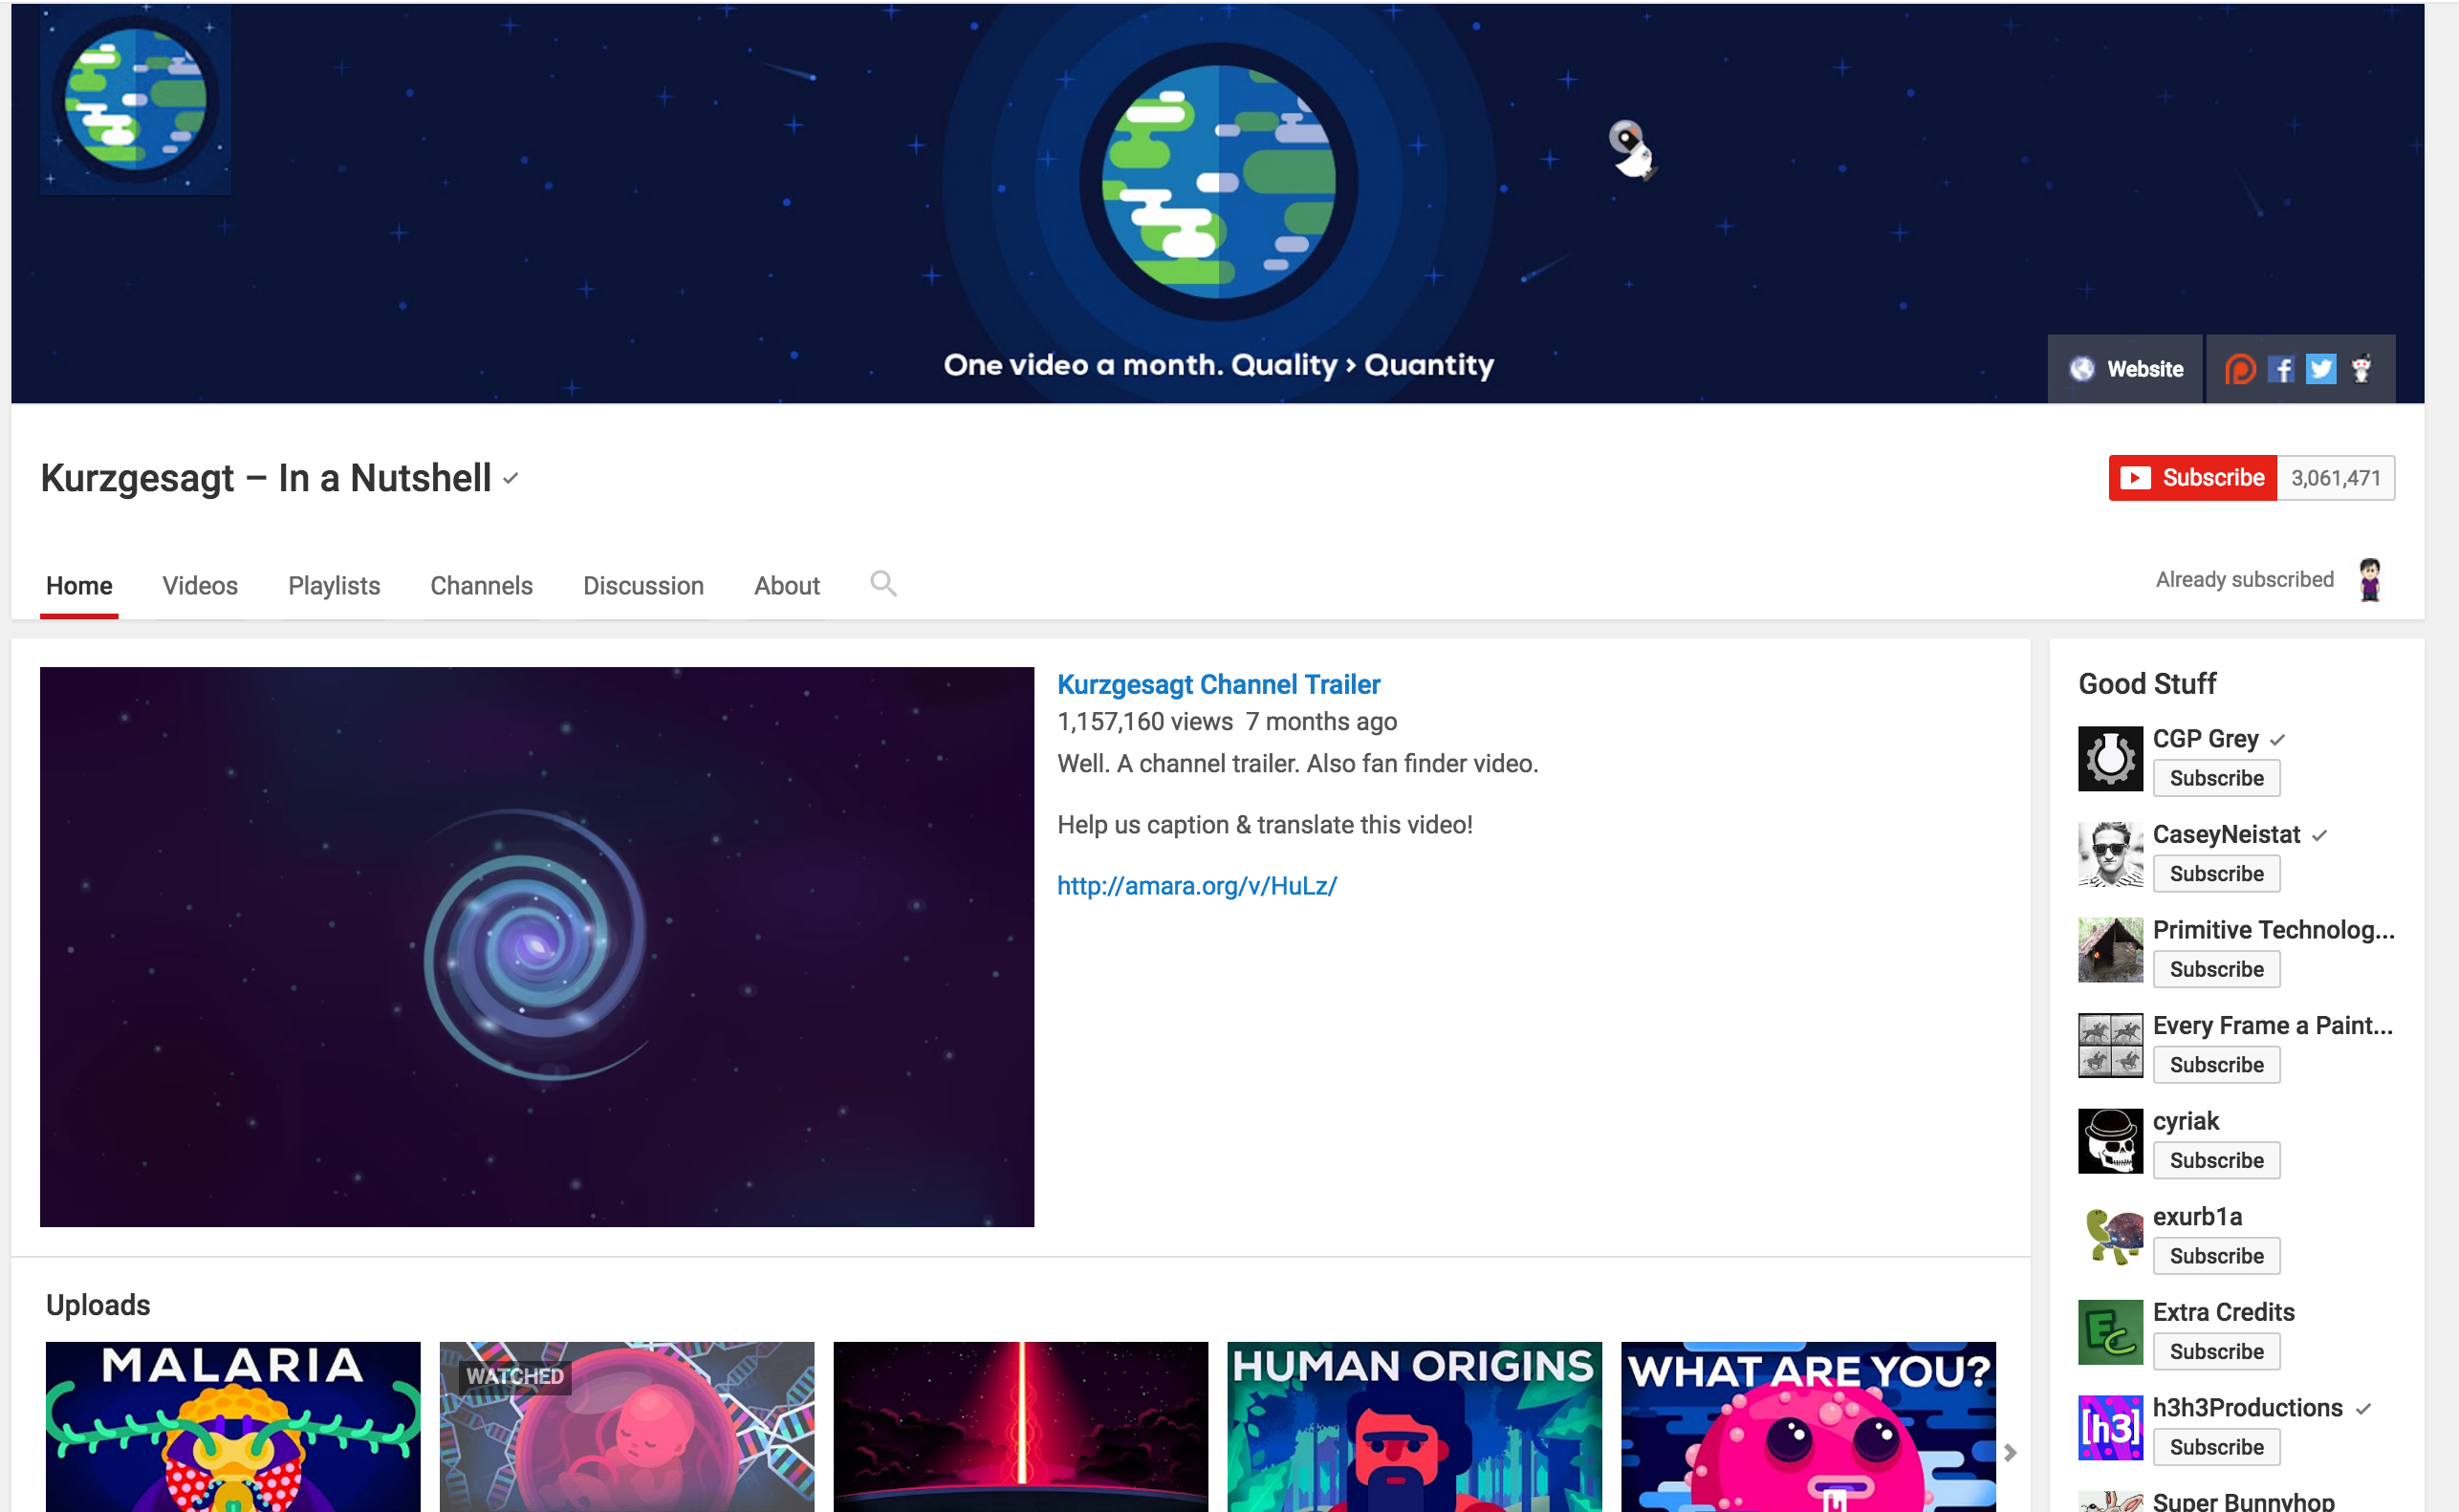 One video a month. Quality > Quantity
Website
Kurzgesagt – In a Nutshell
Subscribe 3,061,471
Home Videos Playlists Channels Discussion About
Already subscribed
Kurzgesagt Channel Trailer
1,157,160 views 7 months ago
Well. A channel trailer. Also fan finder video.
Help us caption & translate this video!
http://amara.org/v/HuLz/
Uploads
MALARIA
WATCHED
HUMAN ORIGINS
WHAT ARE YOU?
Good Stuff
CGP Grey
Subscribe
CaseyNeistat
Subscribe
Primitive Technolog...
Subscribe
Every Frame a Paint...
Subscribe
cyriak
Subscribe
exurb1a
Subscribe
EC
Extra Credits
Subscribe
[h3]
h3h3Productions
Subscribe
Super Bunnyhop